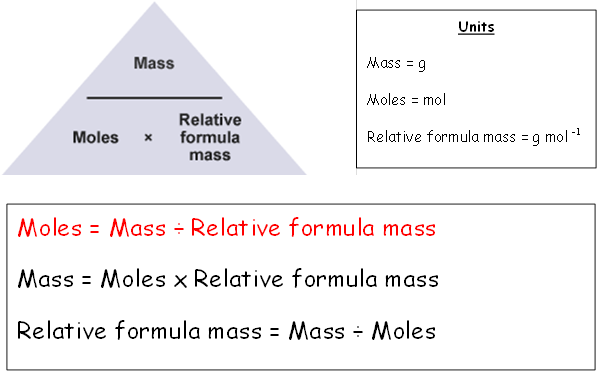 Mass
Moles × Relative formula mass
Units
Mass = g
Moles = mol
Relative formula mass = g mol⁻¹
Moles = Mass ÷ Relative formula mass
Mass = Moles x Relative formula mass
Relative formula mass = Mass ÷ Moles